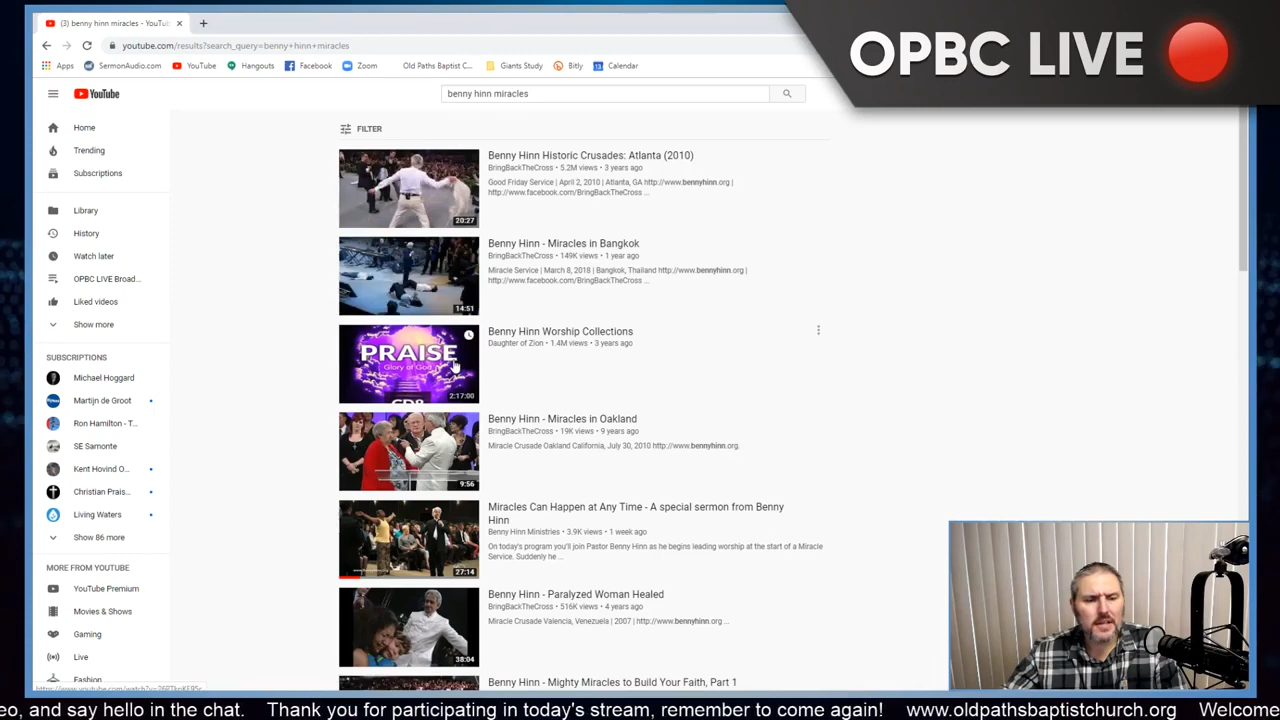 (3) benny hinn miracles - YouTu
youtube.com/results?search_query=benny+hinn+miracles
Apps SermonAudio.com YouTube Hangouts Facebook Zoom Old Paths Baptist C... Giants Study Bitly Calendar
OPBC LIVE
YouTube
benny hinn miracles
Home
Trending
Subscriptions
Library
History
Watch later
OPBC LIVE Broad...
Liked videos
Show more
SUBSCRIPTIONS
Michael Hoggard
Martijn de Groot
Ron Hamilton - T...
SE Samonte
Kent Hovind O...
Christian Prais...
Living Waters
Show 86 more
MORE FROM YOUTUBE
YouTube Premium
Movies & Shows
Gaming
Live
Fashion
FILTER
20:27
Benny Hinn Historic Crusades: Atlanta (2010)
BringBackTheCross • 5.2M views • 3 years ago
Good Friday Service | April 2, 2010 | Atlanta, GA http://www.bennyhinn.org |
http://www.facebook.com/BringBackTheCross ...
14:51
Benny Hinn - Miracles in Bangkok
BringBackTheCross • 149K views • 1 year ago
Miracle Service | March 8, 2018 | Bangkok, Thailand http://www.bennyhinn.org |
http://www.facebook.com/BringBackTheCross ...
PRAISE
Glory of God
CD8
2:17:00
Benny Hinn Worship Collections
Daughter of Zion • 1.4M views • 3 years ago
9:56
Benny Hinn - Miracles in Oakland
BringBackTheCross • 19K views • 9 years ago
Miracle Crusade Oakland California, July 30, 2010 http://www.bennyhinn.org.
27:14
Miracles Can Happen at Any Time - A special sermon from Benny
Hinn
Benny Hinn Ministries • 3.9K views • 1 week ago
On today's program you'll join Pastor Benny Hinn as he begins leading worship at the start of a Miracle
Service. Suddenly he ...
38:04
Benny Hinn - Paralyzed Woman Healed
BringBackTheCross • 516K views • 4 years ago
Miracle Crusade Valencia, Venezuela | 2007 | http://www.bennyhinn.org ...
Benny Hinn - Mighty Miracles to Build Your Faith, Part 1
eo, and say hello in the chat. Thank you for participating in today's stream, remember to come again! www.oldpathsbaptistchurch.org Welcome